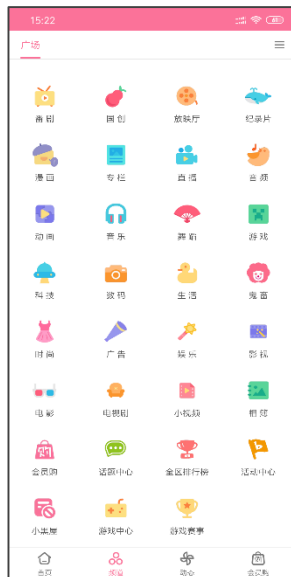 15:22
广场
番剧 国创 放映厅 纪录片
漫画 专栏 直播 音频
动画 音乐 舞蹈 游戏
科技 数码 生活 鬼畜
时尚 广告 娱乐 影视
电影 电视剧 小视频 相簿
会员购 话题中心 全区排行榜 活动中心
小黑屋 游戏中心 游戏赛事
首页 频道 动态 会员购